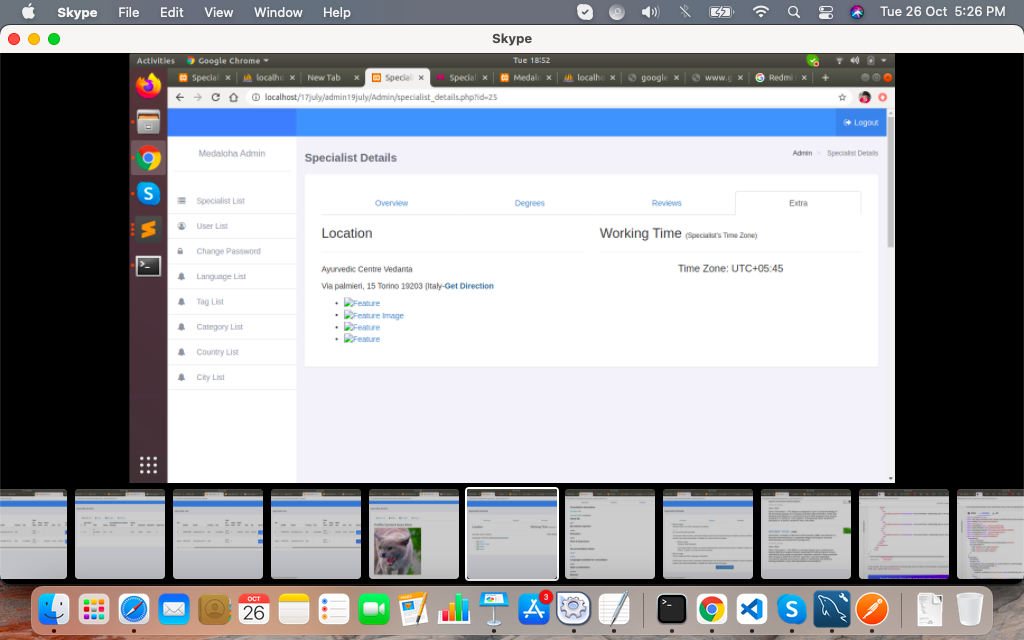 Skype File Edit View Window Help Tue 26 Oct 5:26 PM
Skype
Activities Google Chrome Tue 18:52
Special localho New Tab Special Special Medalo localho google www.g Redmi
localhost/17july/admin19july/Admin/specialist_details.php?id=25
Logout
Medaloha Admin
Specialist List
User List
Change Password
Language List
Tag List
Category List
Country List
City List
Specialist Details
Admin Specialist Details
Overview Degrees Reviews Extra
Location
Working Time (Specialist's Time Zone)
Ayurvedic Centre Vedanta
Time Zone: UTC+05:45
Via palmieri, 15 Torino 19203 (Italy-Get Direction
Feature
Feature Image
Feature
Feature
OCT
26
3